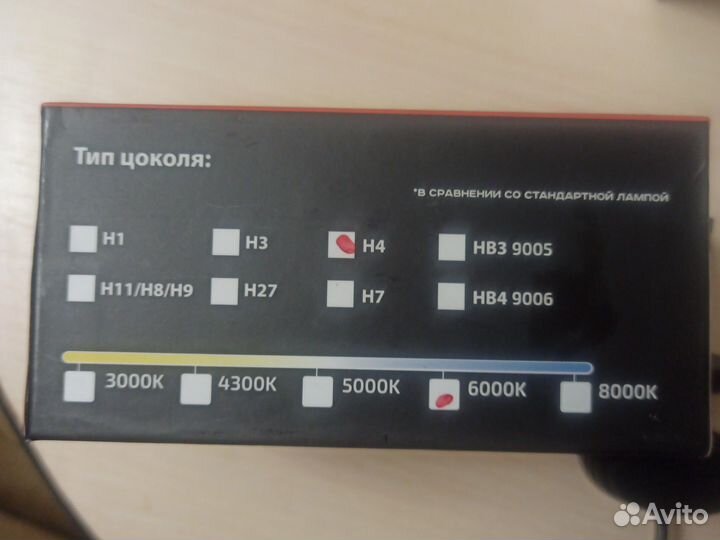 Тип цоколя:
*В СРАВНЕНИИ СО СТАНДАРТНОЙ ЛАМПОЙ
H1 H3 H4 HB3 9005
H11/H8/H9 H27 H7 HB4 9006
3000K 4300K 5000K 6000K 8000K
Avito